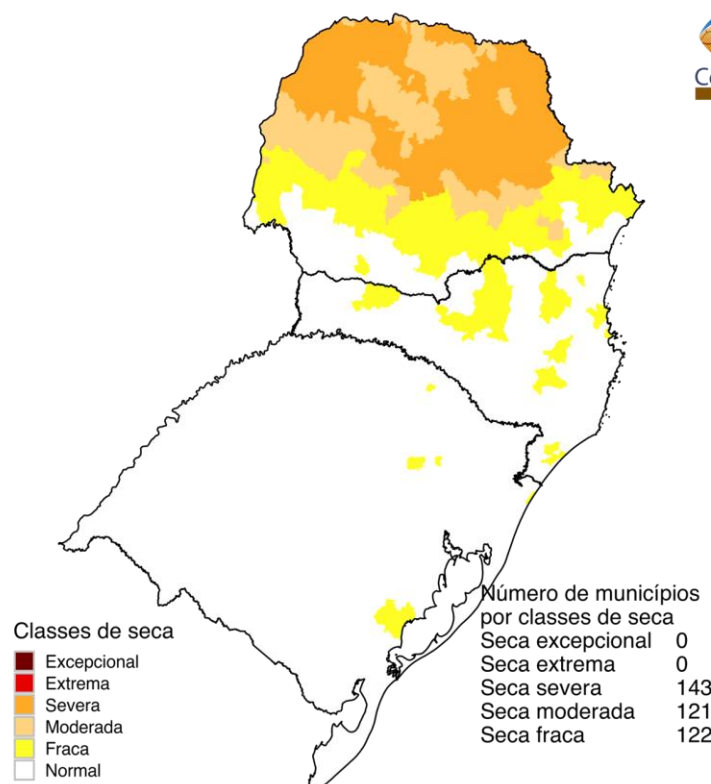 Classes de seca
Excepcional
Extrema
Severa
Moderada
Fraca
Normal
Número de municípios
por classes de seca
Seca excepcional 0
Seca extrema 0
Seca severa 143
Seca moderada 121
Seca fraca 122